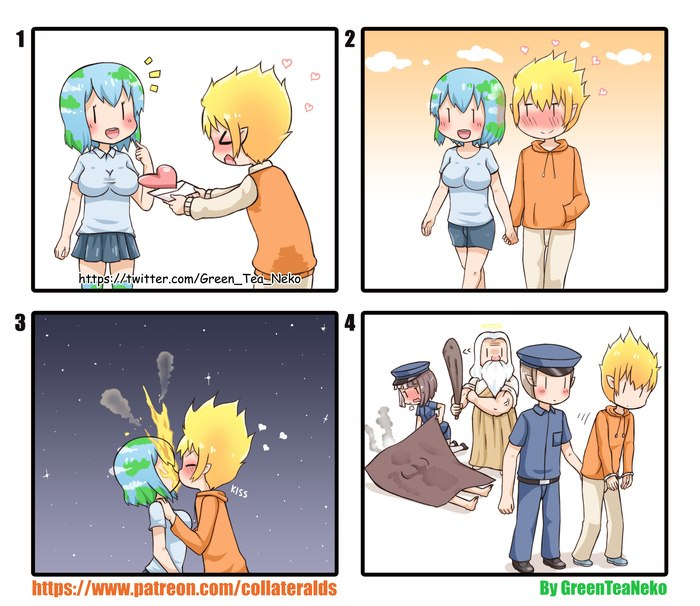 1
2
https://twitter.com/Green_Tea_Neko
3
4
KISS
https://www.patreon.com/collateralds
By GreenTeaNeko